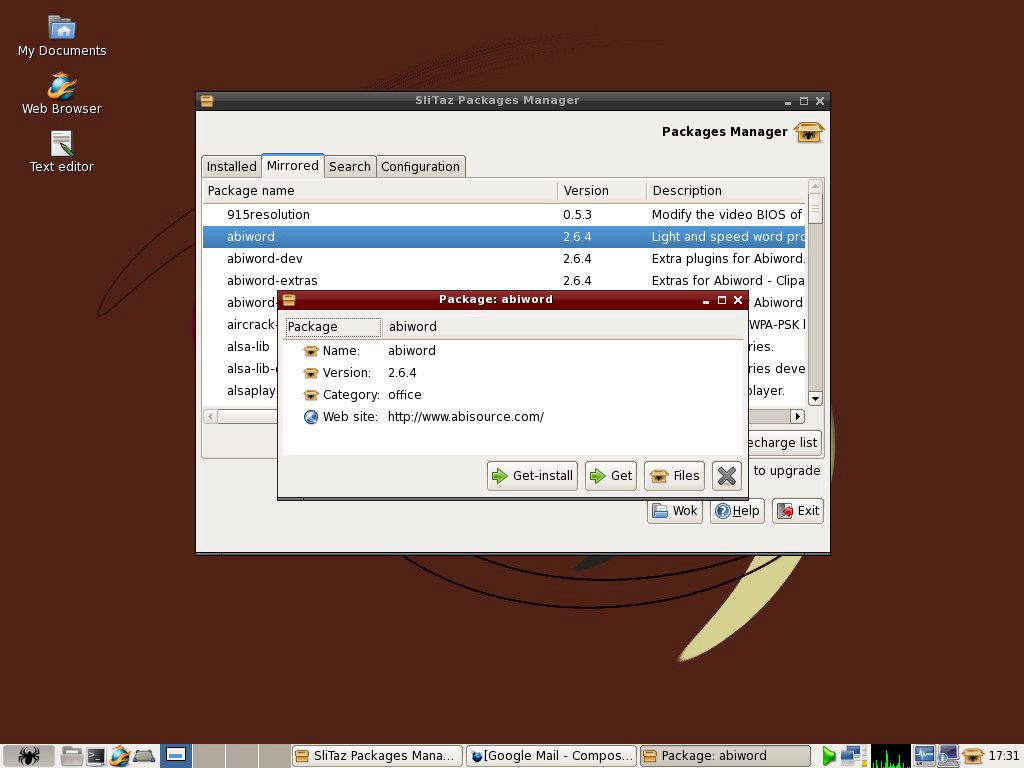 My Documents
Web Browser
Text editor
SliTaz Packages Manager
Packages Manager
Installed Mirrored Search Configuration
Package name Version Description
915resolution 0.5.3 Modify the video BIOS of
abiword 2.6.4 Light and speed word pro
abiword-dev 2.6.4 Extra plugins for Abiword.
abiword-extras 2.6.4 Extras for Abiword - Clipa
abiword- Abiword
aircrack- WPA-PSK
alsa-lib ries.
alsa-lib- ries deve
alsaplay player.
Package: abiword
Package abiword
Name: abiword
Version: 2.6.4
Category: office
Web site: http://www.abisource.com/
Get-install Get Files
echarge list
to upgrade
Wok Help Exit
SliTaz Packages Mana... [Google Mail - Compos... Package: abiword 17:31